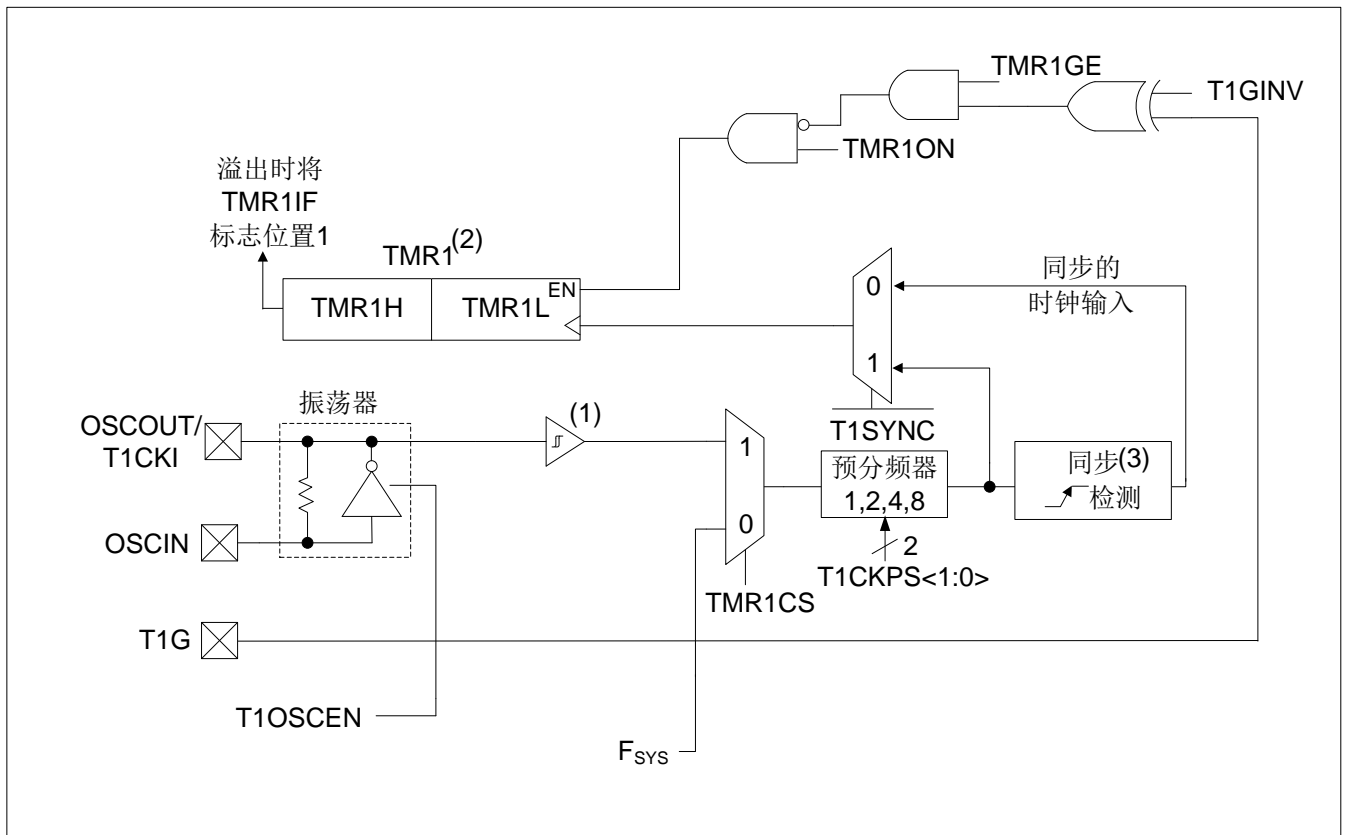 TMR1GE
T1GINV
TMR1ON
溢出时将
TMR1IF
标志位置1
TMR1(2)
TMR1H
TMR1L
EN
0
1
同步的
时钟输入
T1SYNC
振荡器
(1)
OSCOUT/
T1CKI
1
0
预分频器
1,2,4,8
同步(3)
检测
OSCIN
2
T1CKPS<1:0>
TMR1CS
T1G
T1OSCEN
FSYS